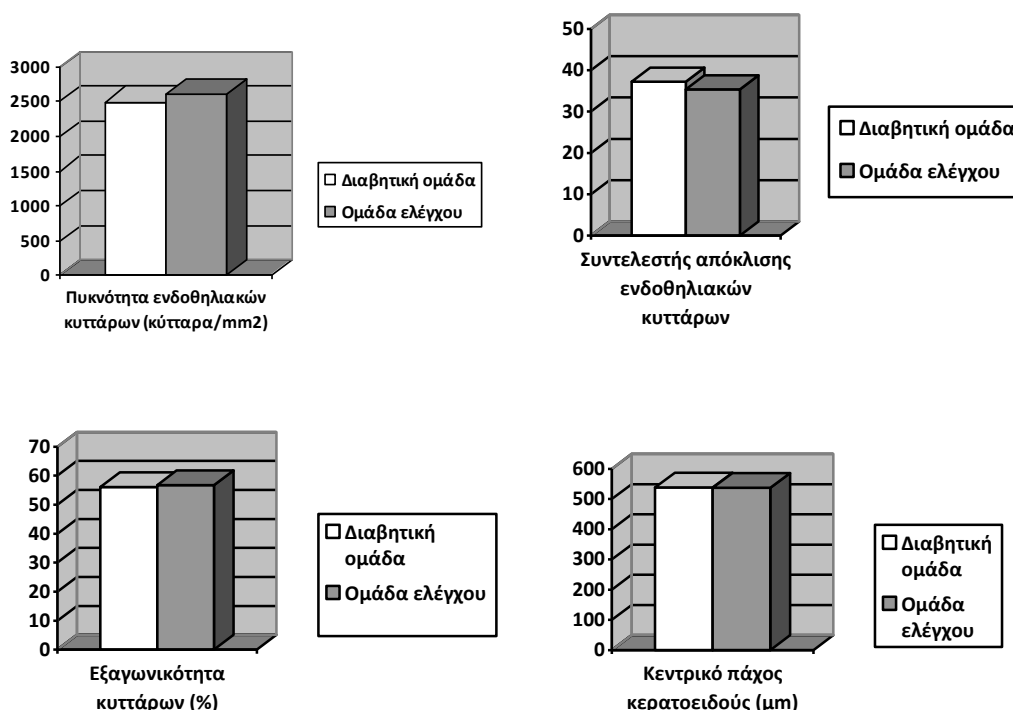 3000
2500
2000
1500
1000
500
0
Πυκνότητα ενδοθηλιακών
κυττάρων (κύτταρα/mm2)
Διαβητική ομάδα
Ομάδα ελέγχου
50
40
30
20
10
0
Συντελεστής απόκλισης
ενδοθηλιακών
κυττάρων
Διαβητική ομάδα
Ομάδα ελέγχου
70
60
50
40
30
20
10
0
Εξαγωνικότητα
κυττάρων (%)
Διαβητική
ομάδα
Ομάδα ελέγχου
600
500
400
300
200
100
0
Κεντρικό πάχος
κερατοειδούς (μm)
Διαβητική
ομάδα
Ομάδα
ελέγχου